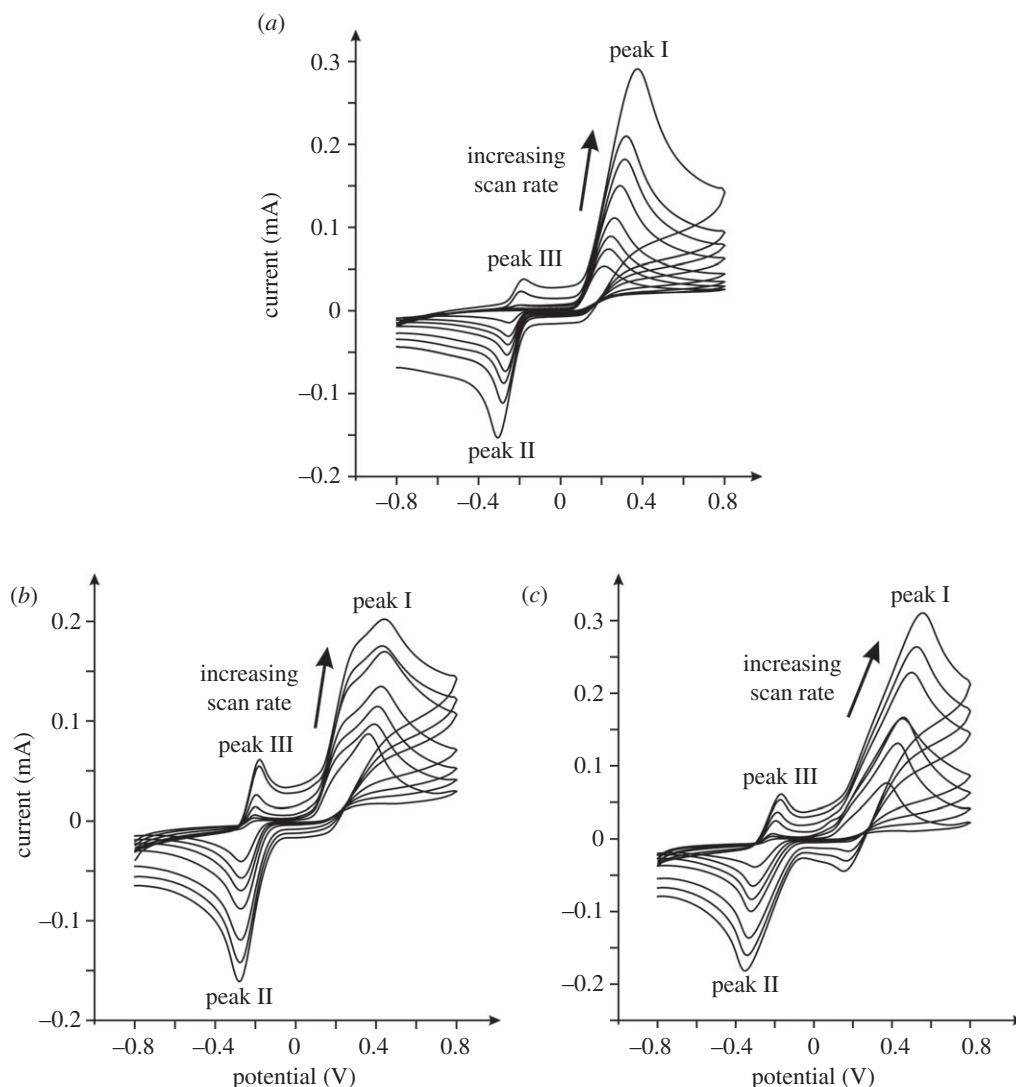 (a)
peak I
0.3
0.2
increasing
scan rate
current (mA)
0.1
peak III
0
–0.1
peak II
–0.2
–0.8 –0.4 0 0.4 0.8
(b)
peak I
0.2
increasing
scan rate
0.1
peak III
current (mA)
0
–0.1
peak II
–0.2
–0.8 –0.4 0 0.4 0.8
potential (V)
(c)
peak I
0.3
increasing
scan rate
0.2
0.1
peak III
0
–0.1
peak II
–0.2
–0.8 –0.4 0 0.4 0.8
potential (V)